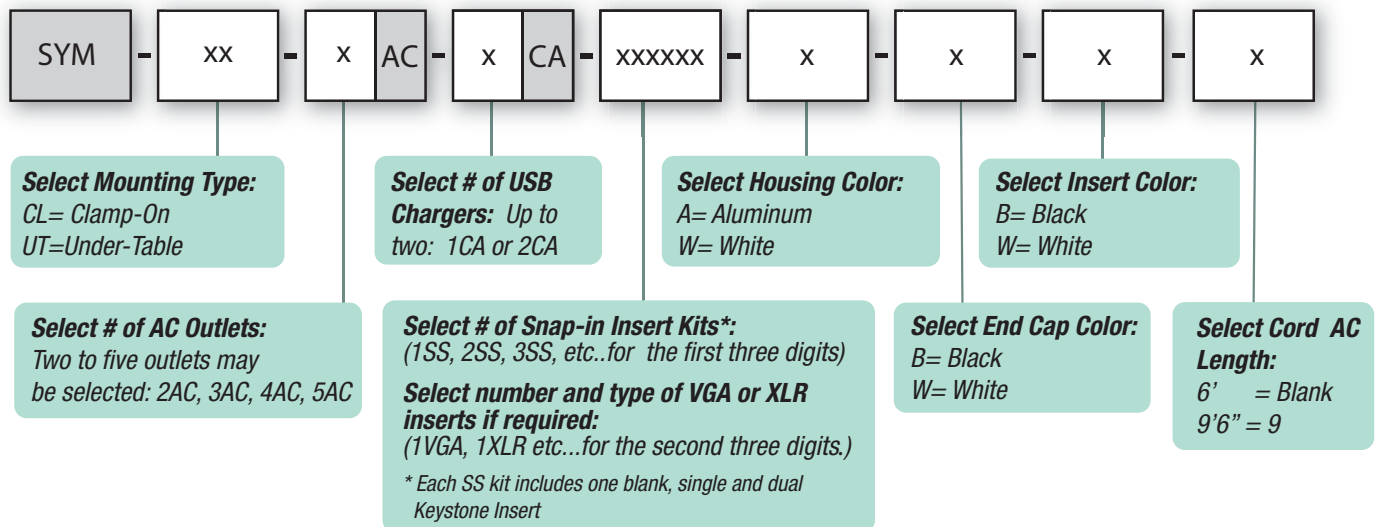 SYM - xx - x AC - x CA - xxxxxx - x - x - x - x
Select Mounting Type:
CL= Clamp-On
UT=Under-Table
Select # of USB
Chargers: Up to
two: 1CA or 2CA
Select Housing Color:
A= Aluminum
W= White
Select Insert Color:
B= Black
W= White
Select # of AC Outlets:
Two to five outlets may
be selected: 2AC, 3AC, 4AC, 5AC
Select # of Snap-in Insert Kits*:
(1SS, 2SS, 3SS, etc..for the first three digits)
Select number and type of VGA or XLR
inserts if required:
(1VGA, 1XLR etc...for the second three digits.)
* Each SS kit includes one blank, single and dual
Keystone Insert
Select End Cap Color:
B= Black
W= White
Select Cord AC
Length:
6' = Blank
9'6” = 9